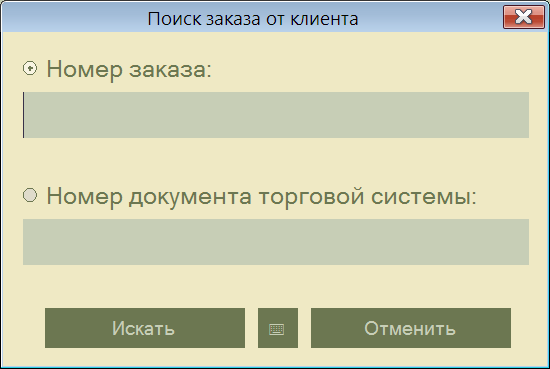 Поиск заказа от клиента
Номер заказа:
Номер документа торговой системы:
Искать
Отменить